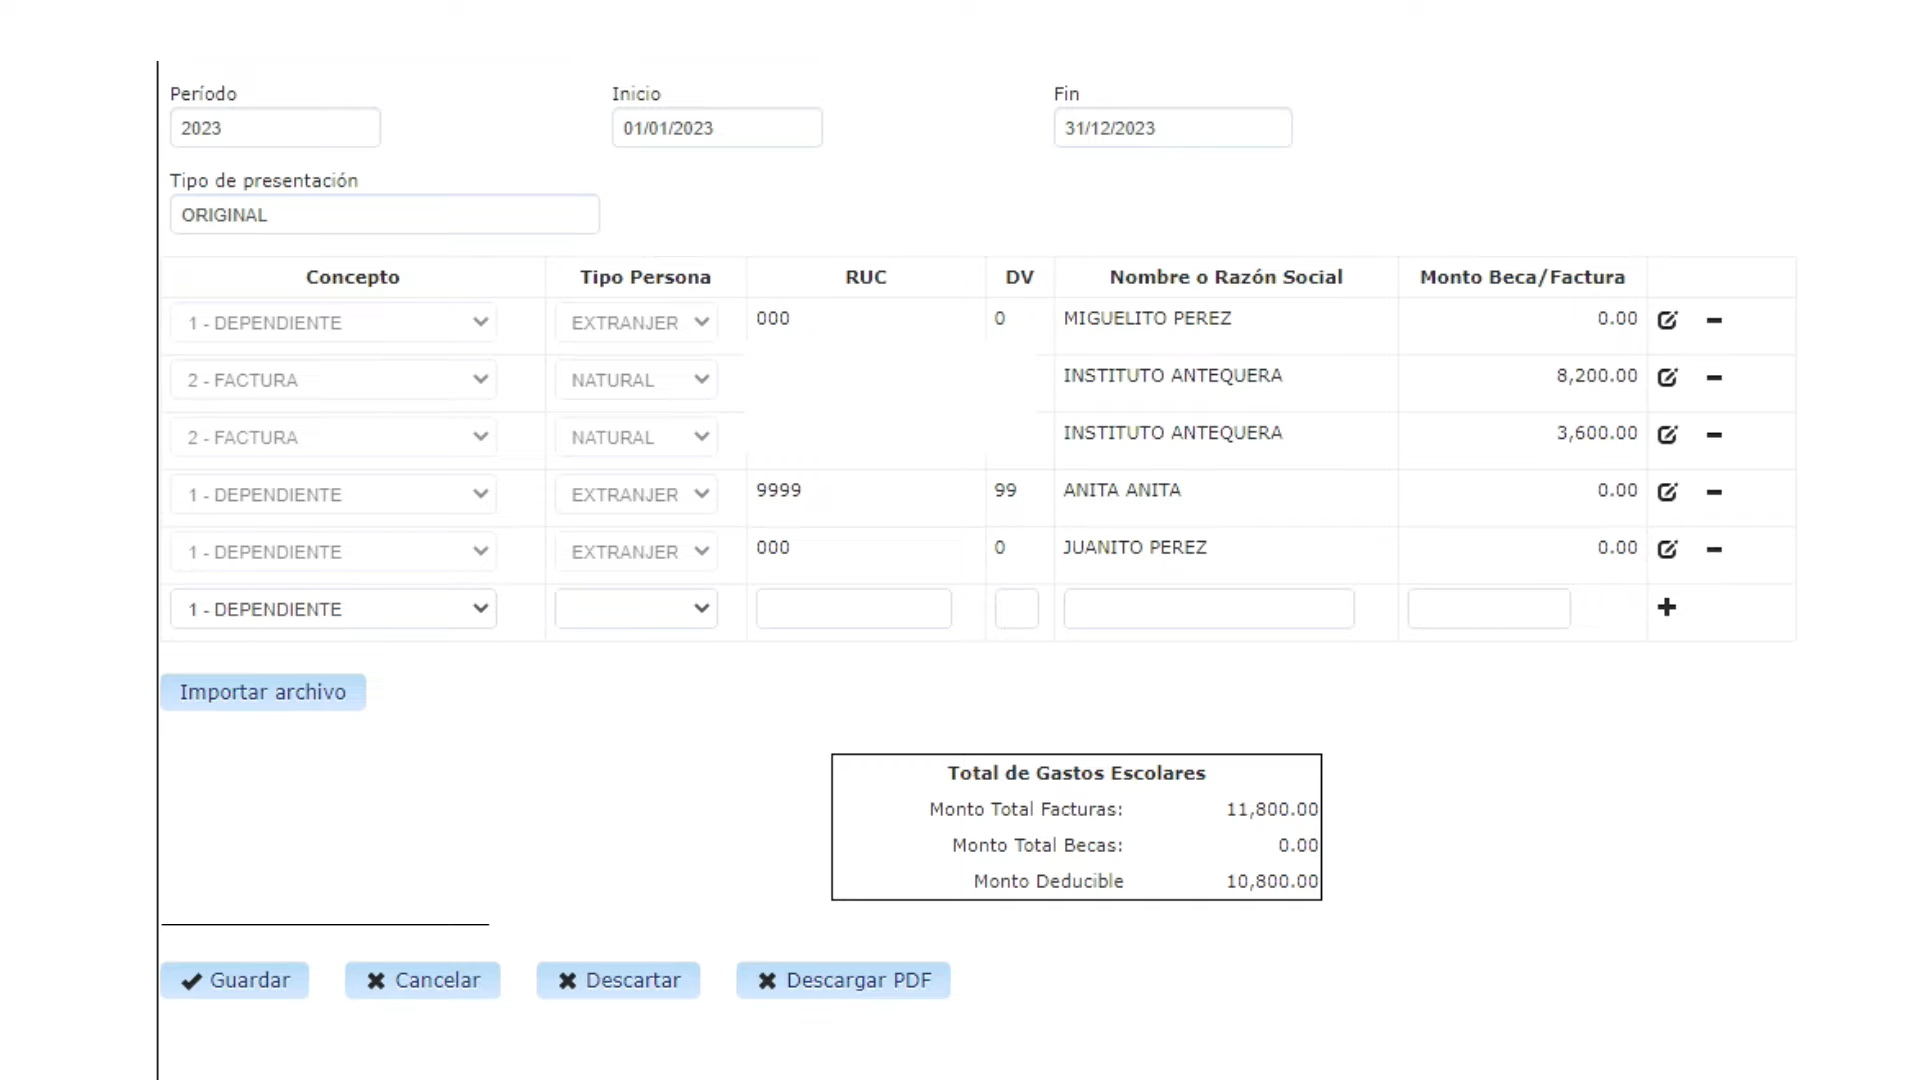 Período Inicio Fin
2023 01/01/2023 31/12/2023
Tipo de presentación
ORIGINAL
Concepto Tipo Persona RUC DV Nombre o Razón Social Monto Beca/Factura
1 - DEPENDIENTE EXTRANJER 000 0 MIGUELITO PEREZ 0.00
2 - FACTURA NATURAL INSTITUTO ANTEQUERA 8,200.00
2 - FACTURA NATURAL INSTITUTO ANTEQUERA 3,600.00
1 - DEPENDIENTE EXTRANJER 9999 99 ANITA ANITA 0.00
1 - DEPENDIENTE EXTRANJER 000 0 JUANITO PEREZ 0.00
1 - DEPENDIENTE
Importar archivo
Total de Gastos Escolares
Monto Total Facturas: 11,800.00
Monto Total Becas: 0.00
Monto Deducible 10,800.00
Guardar Cancelar Descartar Descargar PDF